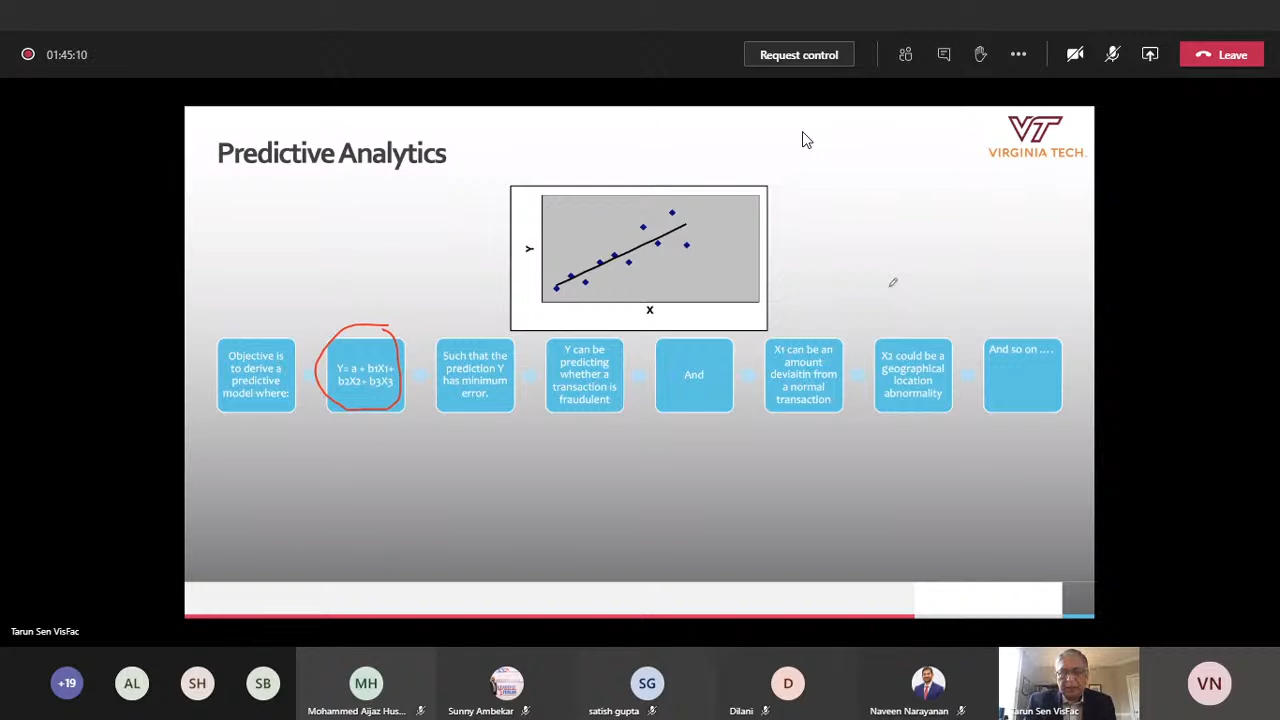 01:45:10
Request control
Leave
Predictive Analytics
VT
VIRGINIA TECH.
Y
X
Objective is
to derive a
predictive
model where:
Y= a + b1X1+
b2X2+ b3X3
Such that the
prediction Y
has minimum
error.
Y can be
predicting
whether a
transaction is
fraudulent
And
X1 can be an
amount
deviaitin from
a normal
transaction
X2 could be a
geographical
location
abnormality
And so on ....
Tarun Sen VisFac
+19
AL
SH
SB
MH
Mohammed Aijaz Hus...
Sunny Ambekar
SG
satish gupta
D
Dilani
Naveen Narayanan
Tarun Sen VisFac
VN